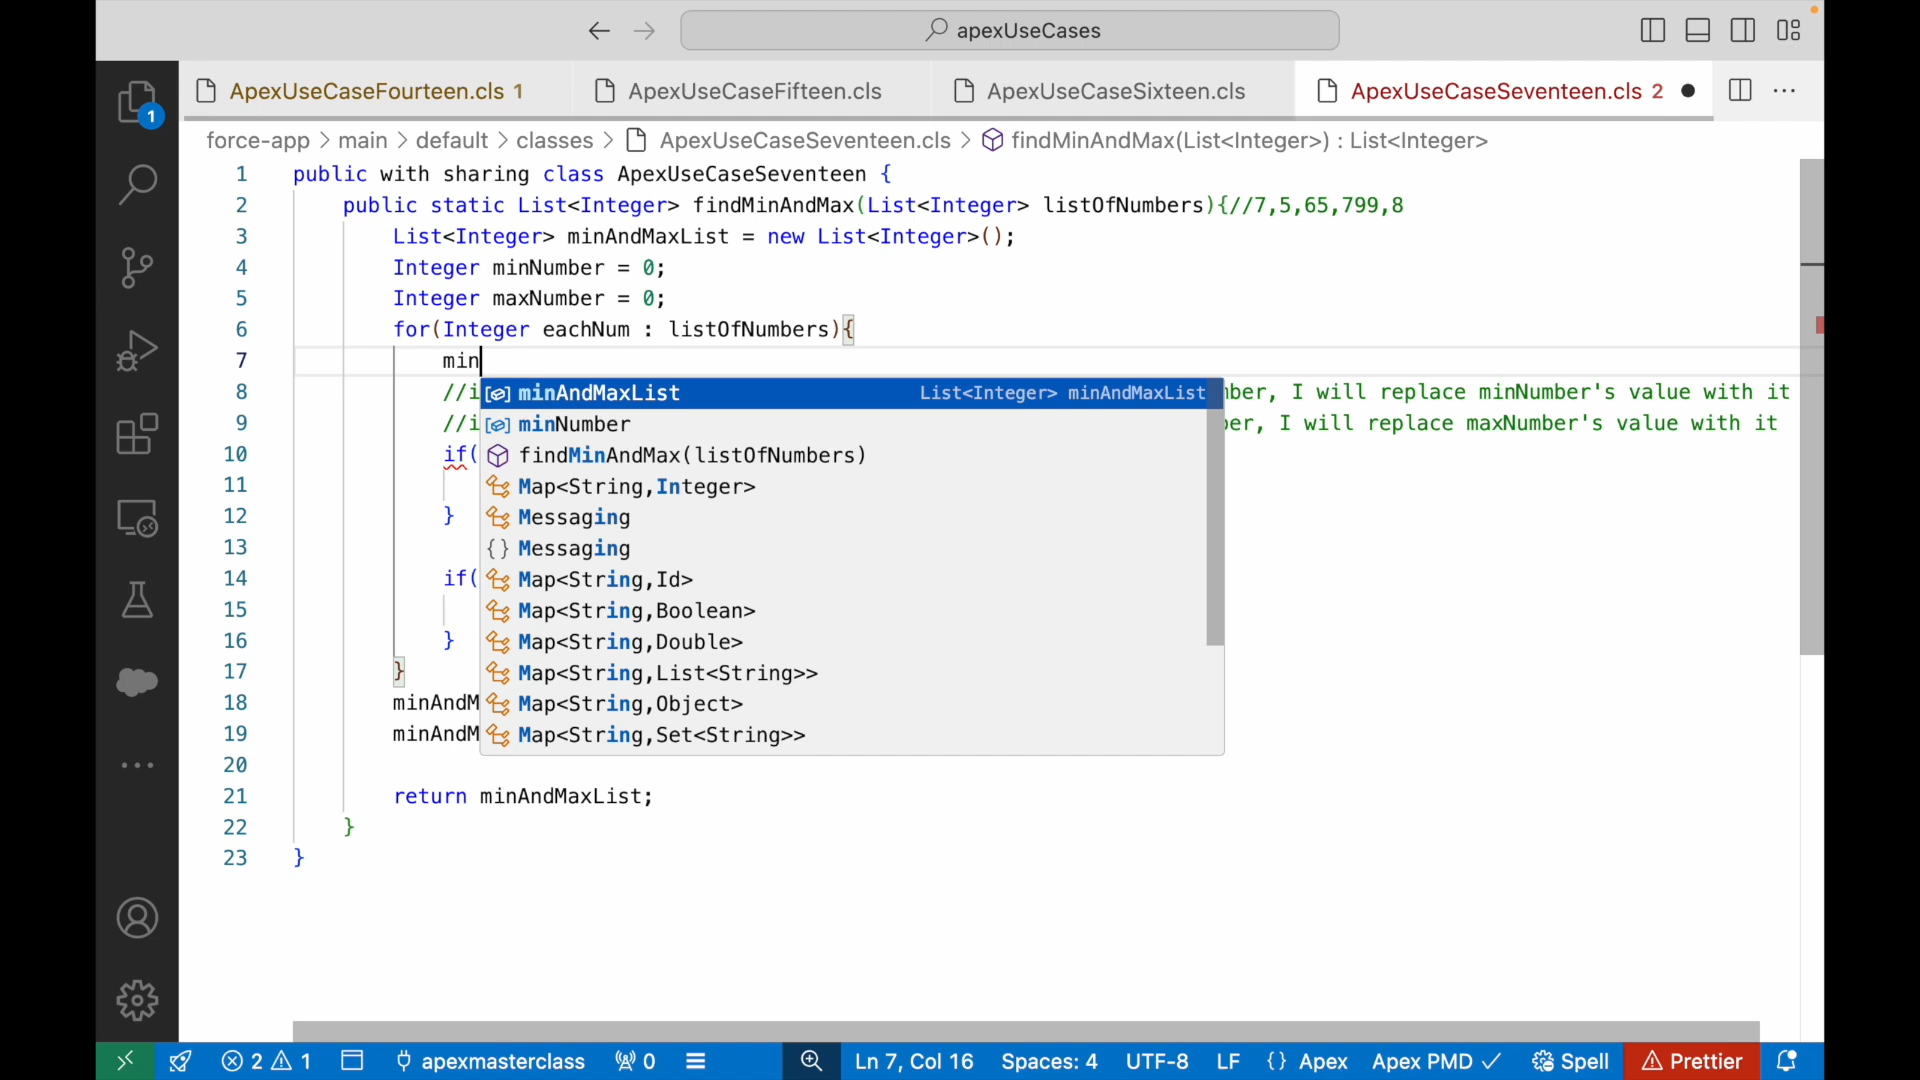 apexUseCases
ApexUseCaseFourteen.cls 1
ApexUseCaseFifteen.cls
ApexUseCaseSixteen.cls
ApexUseCaseSeventeen.cls 2
1
force-app > main > default > classes > ApexUseCaseSeventeen.cls > findMinAndMax(List<Integer>) : List<Integer>
1 public with sharing class ApexUseCaseSeventeen {
2 public static List<Integer> findMinAndMax(List<Integer> listOfNumbers){//7,5,65,799,8
3 List<Integer> minAndMaxList = new List<Integer>();
4 Integer minNumber = 0;
5 Integer maxNumber = 0;
6 for(Integer eachNum : listOfNumbers){
7 min
minAndMaxList List<Integer> minAndMaxList
8 //i ber, I will replace minNumber's value with it
minNumber
9 //i er, I will replace maxNumber's value with it
10 if(
findMinAndMax(listOfNumbers)
11
Map<String,Integer>
12 }
Messaging
13
{} Messaging
14 if(
Map<String,Id>
15
Map<String,Boolean>
16 }
Map<String,Double>
17 }
Map<String,List<String>>
18 minAndM
Map<String,Object>
19 minAndM
Map<String,Set<String>>
20
21 return minAndMaxList;
22 }
23 }
2 1 apexmasterclass 0 Ln 7, Col 16 Spaces: 4 UTF-8 LF {} Apex Apex PMD ✓ Spell Prettier